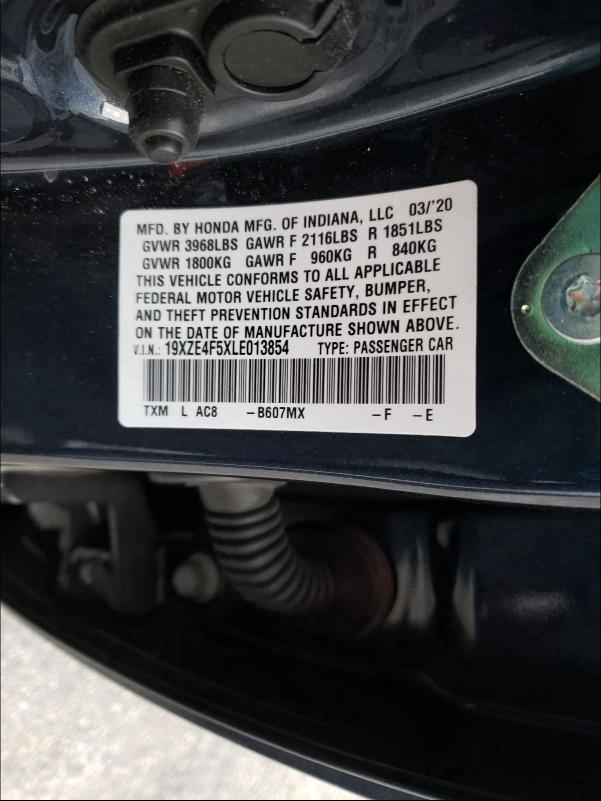 MFD. BY HONDA MFG. OF INDIANA, LLC 03/'20
GVWR 3968LBS GAWR F 2116LBS R 1851LBS
GVWR 1800KG GAWR F 960KG R 840KG
THIS VEHICLE CONFORMS TO ALL APPLICABLE
FEDERAL MOTOR VEHICLE SAFETY, BUMPER,
AND THEFT PREVENTION STANDARDS IN EFFECT
ON THE DATE OF MANUFACTURE SHOWN ABOVE.
V.I.N.: 19XZE4F5XLE013854 TYPE: PASSENGER CAR
TXM L AC8 -B607MX -F -E